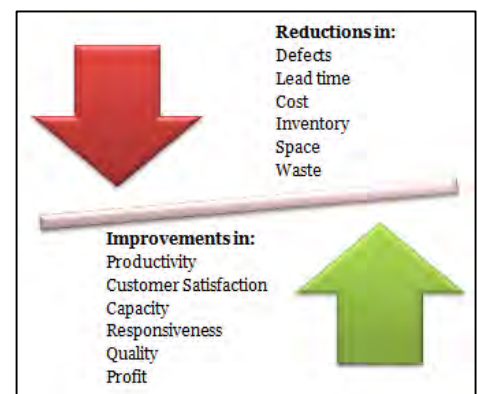 Reductions in:
Defects
Lead time
Cost
Inventory
Space
Waste
Improvements in:
Productivity
Customer Satisfaction
Capacity
Responsiveness
Quality
Profit